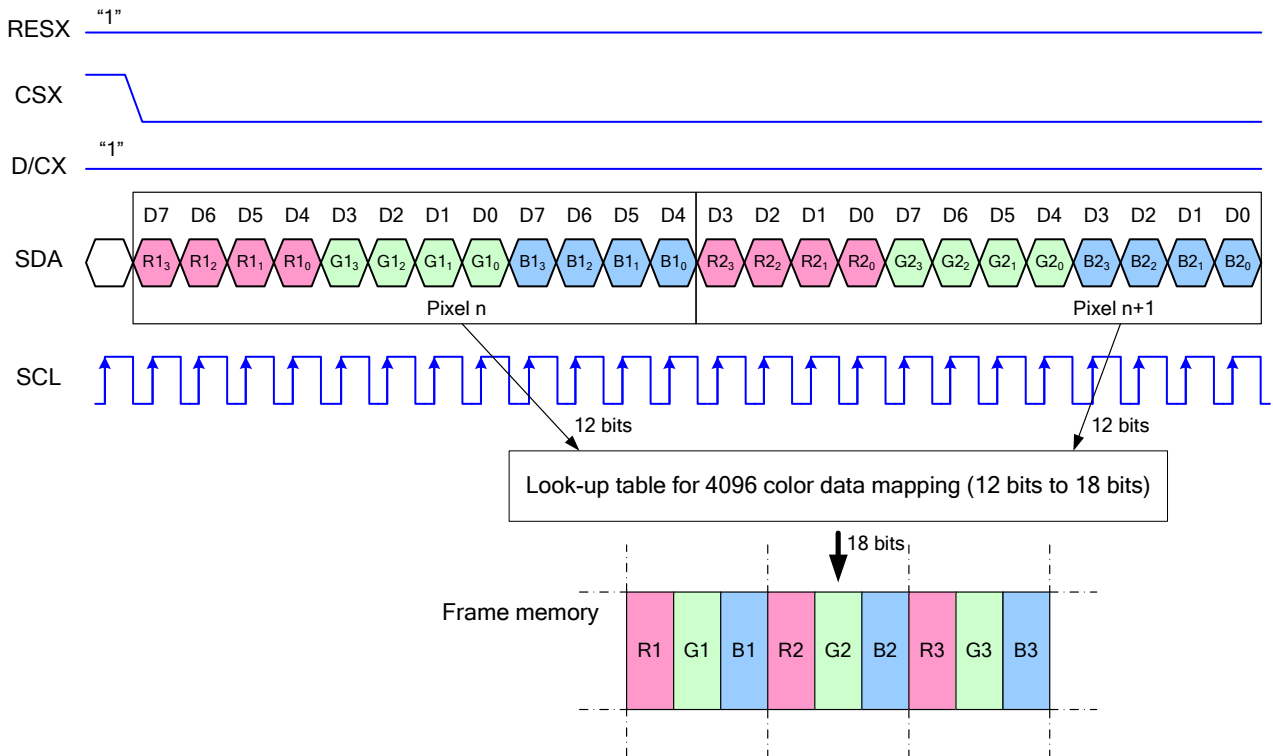 RESX “1”
CSX
D/CX “1”
D7 D6 D5 D4 D3 D2 D1 D0 D7 D6 D5 D4 D3 D2 D1 D0 D7 D6 D5 D4 D3 D2 D1 D0
SDA R1₃ R1₂ R1₁ R1₀ G1₃ G1₂ G1₁ G1₀ B1₃ B1₂ B1₁ B1₀ R2₃ R2₂ R2₁ R2₀ G2₃ G2₂ G2₁ G2₀ B2₃ B2₂ B2₁ B2₀
Pixel n Pixel n+1
SCL
12 bits 12 bits
Look-up table for 4096 color data mapping (12 bits to 18 bits)
18 bits
Frame memory
R1 G1 B1 R2 G2 B2 R3 G3 B3